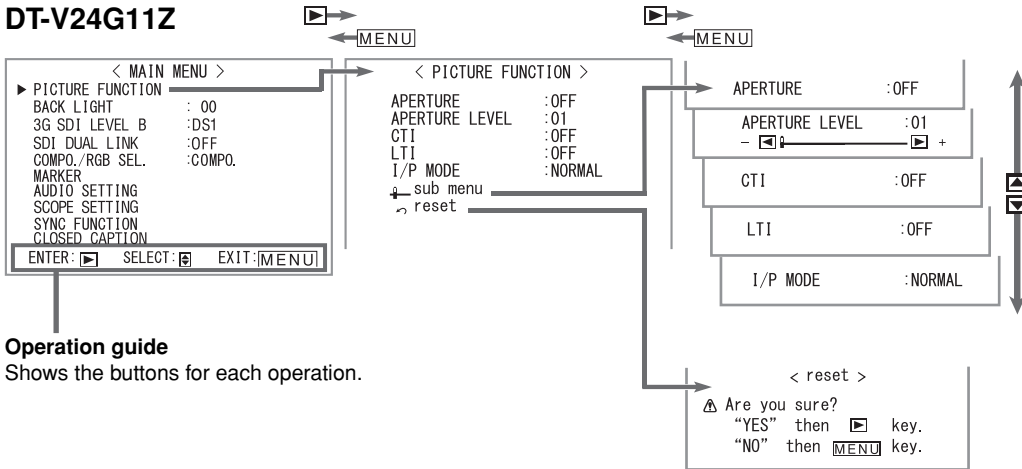 DT-V24G11Z
MENU
MENU
< MAIN MENU >
▶ PICTURE FUNCTION
BACK LIGHT : 00
3G SDI LEVEL B :DS1
SDI DUAL LINK :OFF
COMPO./RGB SEL. :COMPO.
MARKER
AUDIO SETTING
SCOPE SETTING
SYNC FUNCTION
CLOSED CAPTION
ENTER: ▶ SELECT: EXIT:MENU
< PICTURE FUNCTION >
APERTURE :OFF
APERTURE LEVEL :01
CTI :OFF
LTI :OFF
I/P MODE :NORMAL
sub menu
reset
APERTURE :OFF
APERTURE LEVEL :01
– ◀ ▶ +
CTI :OFF
LTI :OFF
I/P MODE :NORMAL
Operation guide
Shows the buttons for each operation.
< reset >
⚠ Are you sure?
“YES” then ▶ key.
“NO” then MENU key.